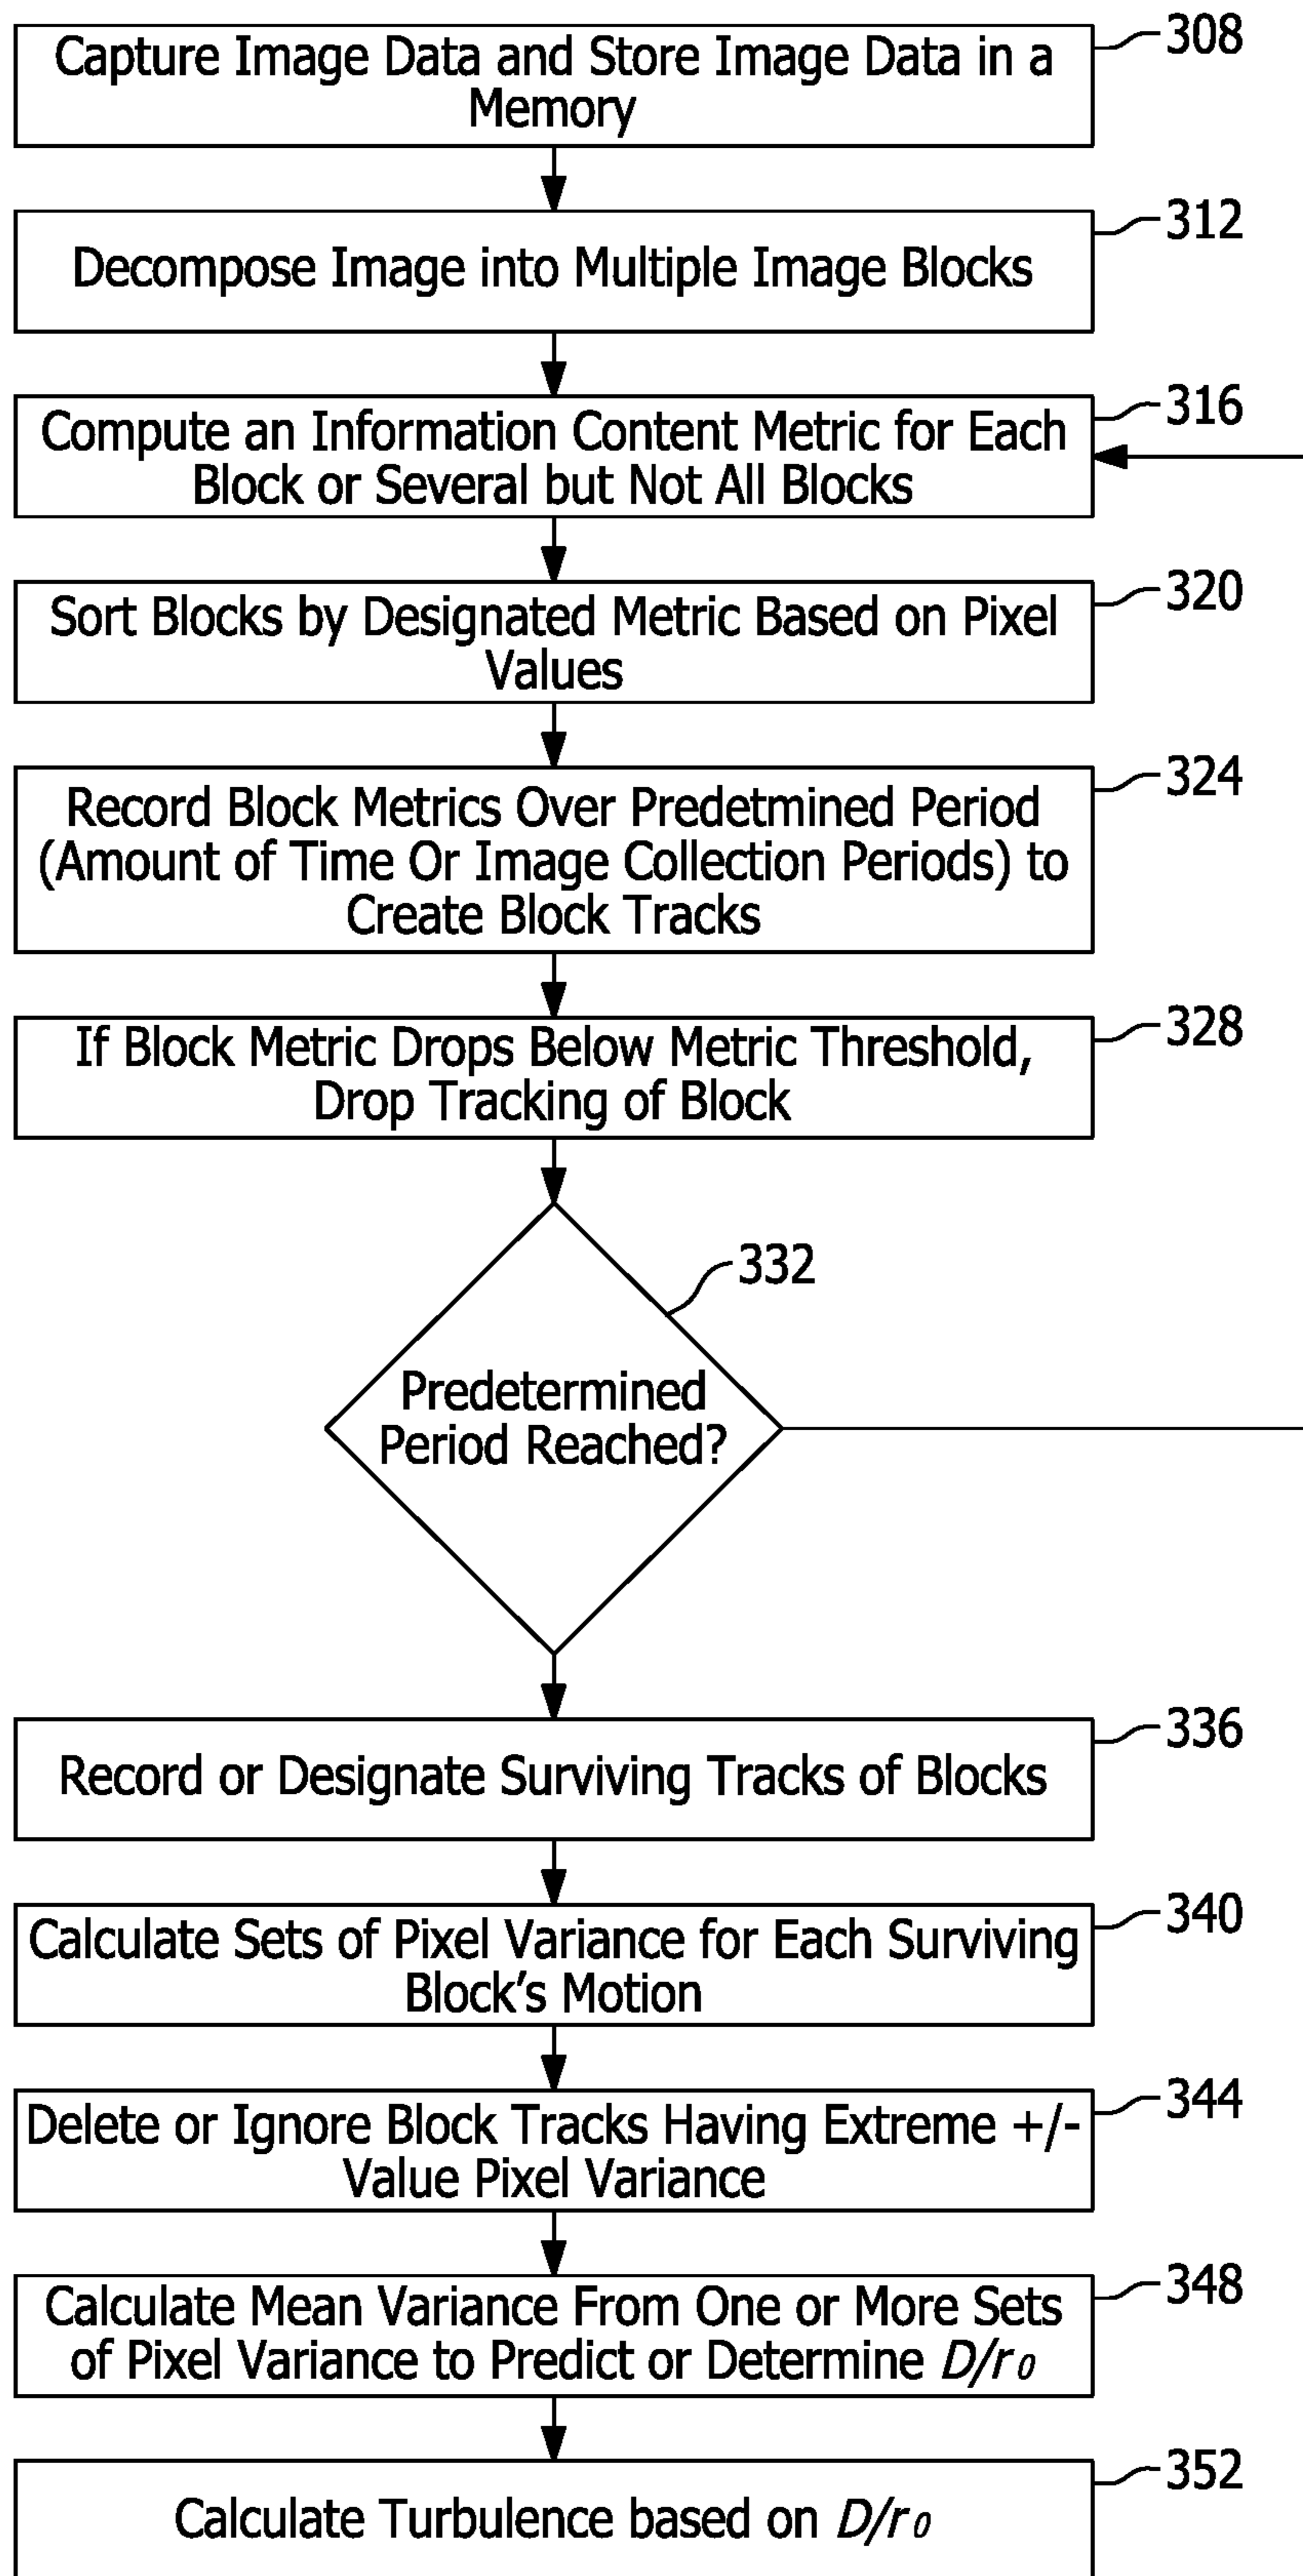 Capture Image Data and Store Image Data in a
Memory
308
Decompose Image into Multiple Image Blocks
312
Compute an Information Content Metric for Each
Block or Several but Not All Blocks
316
Sort Blocks by Designated Metric Based on Pixel
Values
320
Record Block Metrics Over Predetmined Period
(Amount of Time Or Image Collection Periods) to
Create Block Tracks
324
If Block Metric Drops Below Metric Threshold,
Drop Tracking of Block
328
332
Predetermined
Period Reached?
Record or Designate Surviving Tracks of Blocks
336
Calculate Sets of Pixel Variance for Each Surviving
Block's Motion
340
Delete or Ignore Block Tracks Having Extreme +/-
Value Pixel Variance
344
Calculate Mean Variance From One or More Sets
of Pixel Variance to Predict or Determine D/r₀
348
Calculate Turbulence based on D/r₀
352